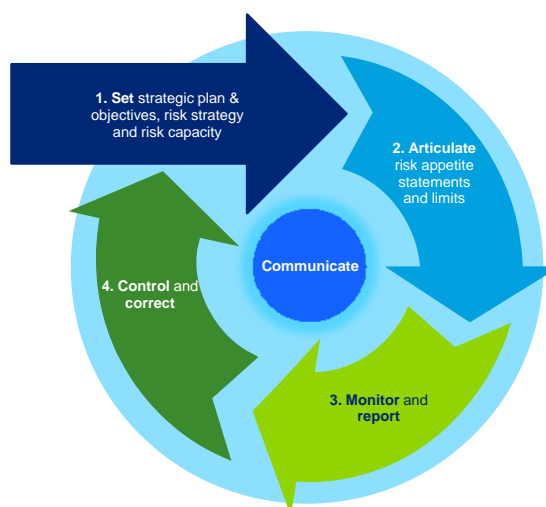 1. Set strategic plan &
objectives, risk strategy
and risk capacity
2. Articulate
risk appetite
statements
and limits
Communicate
4. Control and
correct
3. Monitor and
report